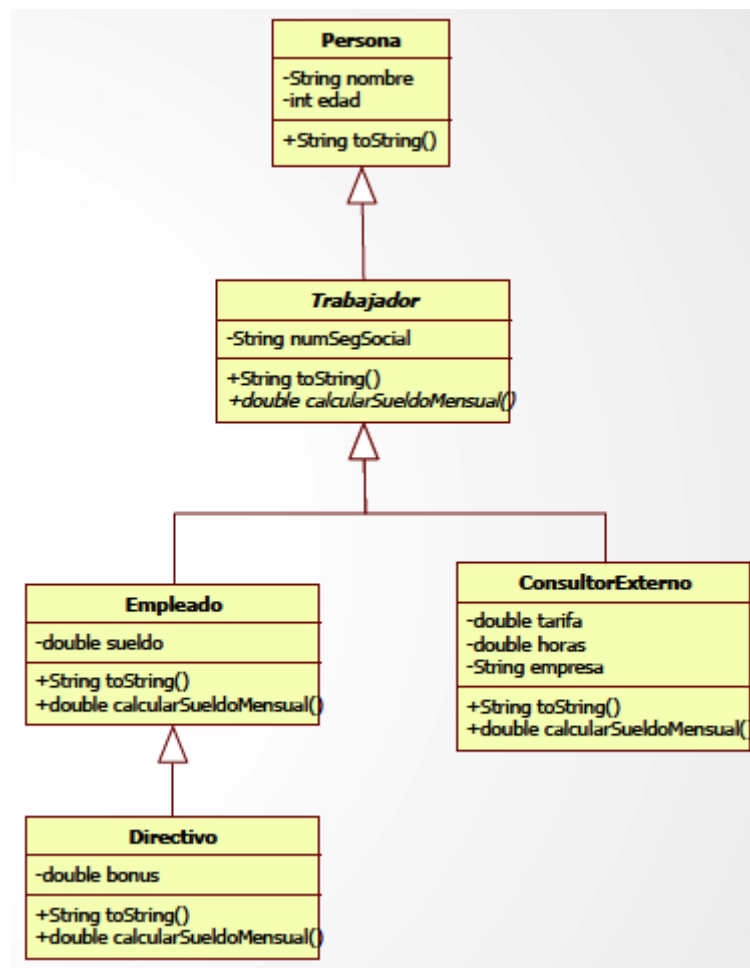 Persona
-String nombre
-int edad
+String toString()
Trabajador
-String numSegSocial
+String toString()
+double calcularSueldoMensual()
Empleado
-double sueldo
+String toString()
+double calcularSueldoMensual()
ConsultorExterno
-double tarifa
-double horas
-String empresa
+String toString()
+double calcularSueldoMensual()
Directivo
-double bonus
+String toString()
+double calcularSueldoMensual()